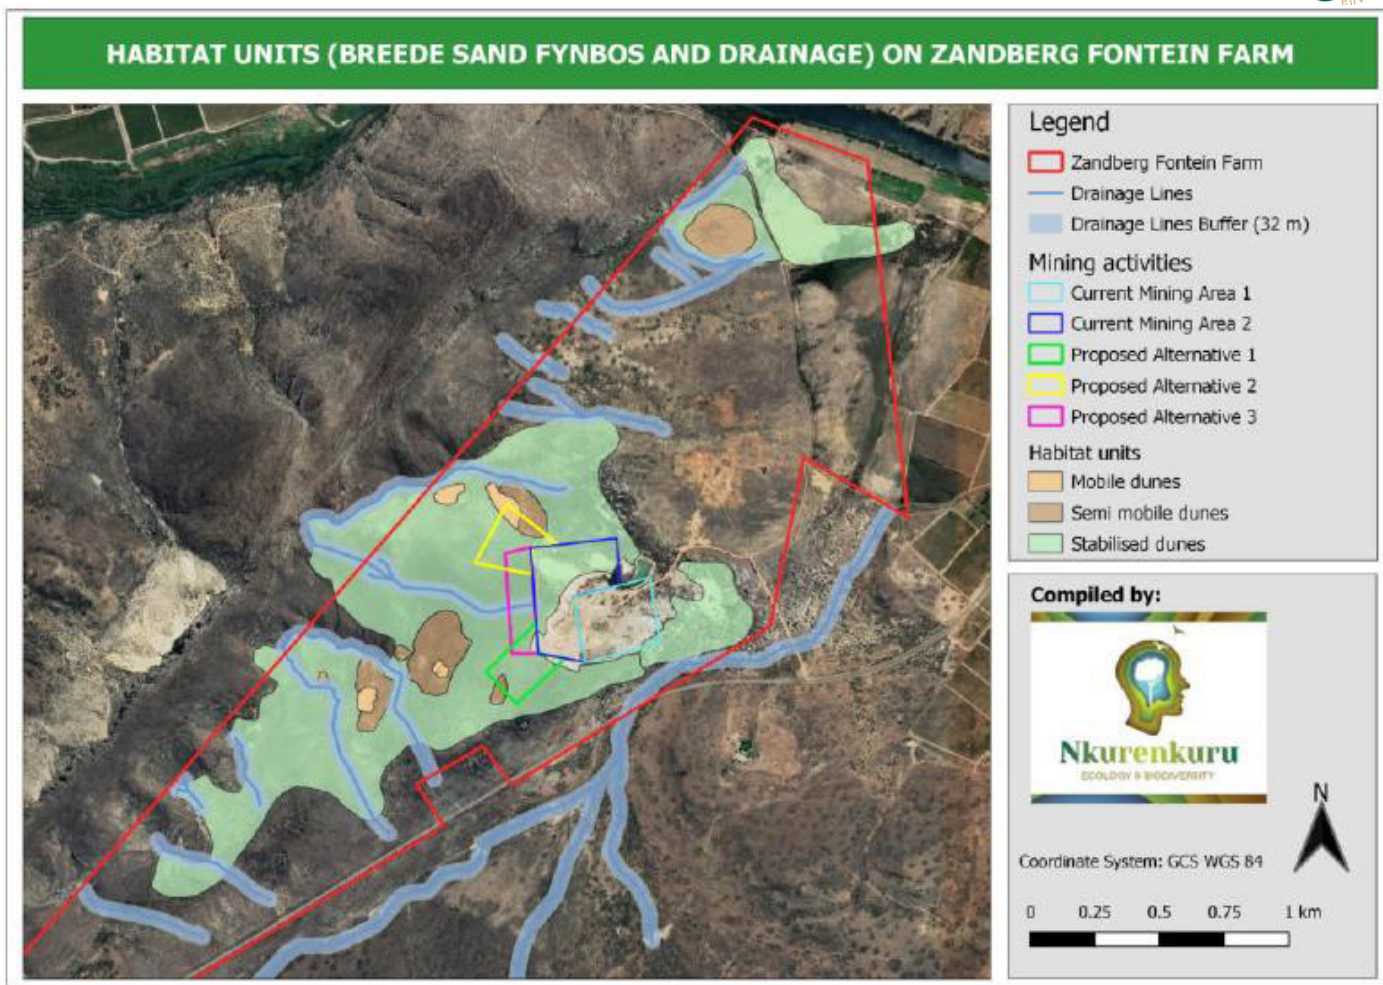 HABITAT UNITS (BREEDE SAND FYNBOS AND DRAINAGE) ON ZANDBERG FONTEIN FARM
Legend
Zandberg Fontein Farm
Drainage Lines
Drainage Lines Buffer (32 m)
Mining activities
Current Mining Area 1
Current Mining Area 2
Proposed Alternative 1
Proposed Alternative 2
Proposed Alternative 3
Habitat units
Mobile dunes
Semi mobile dunes
Stabilised dunes
Compiled by:
Nkurenkuru
ECOLOGY & BIODIVERSITY
N
Coordinate System: GCS WGS 84
0 0.25 0.5 0.75 1 km